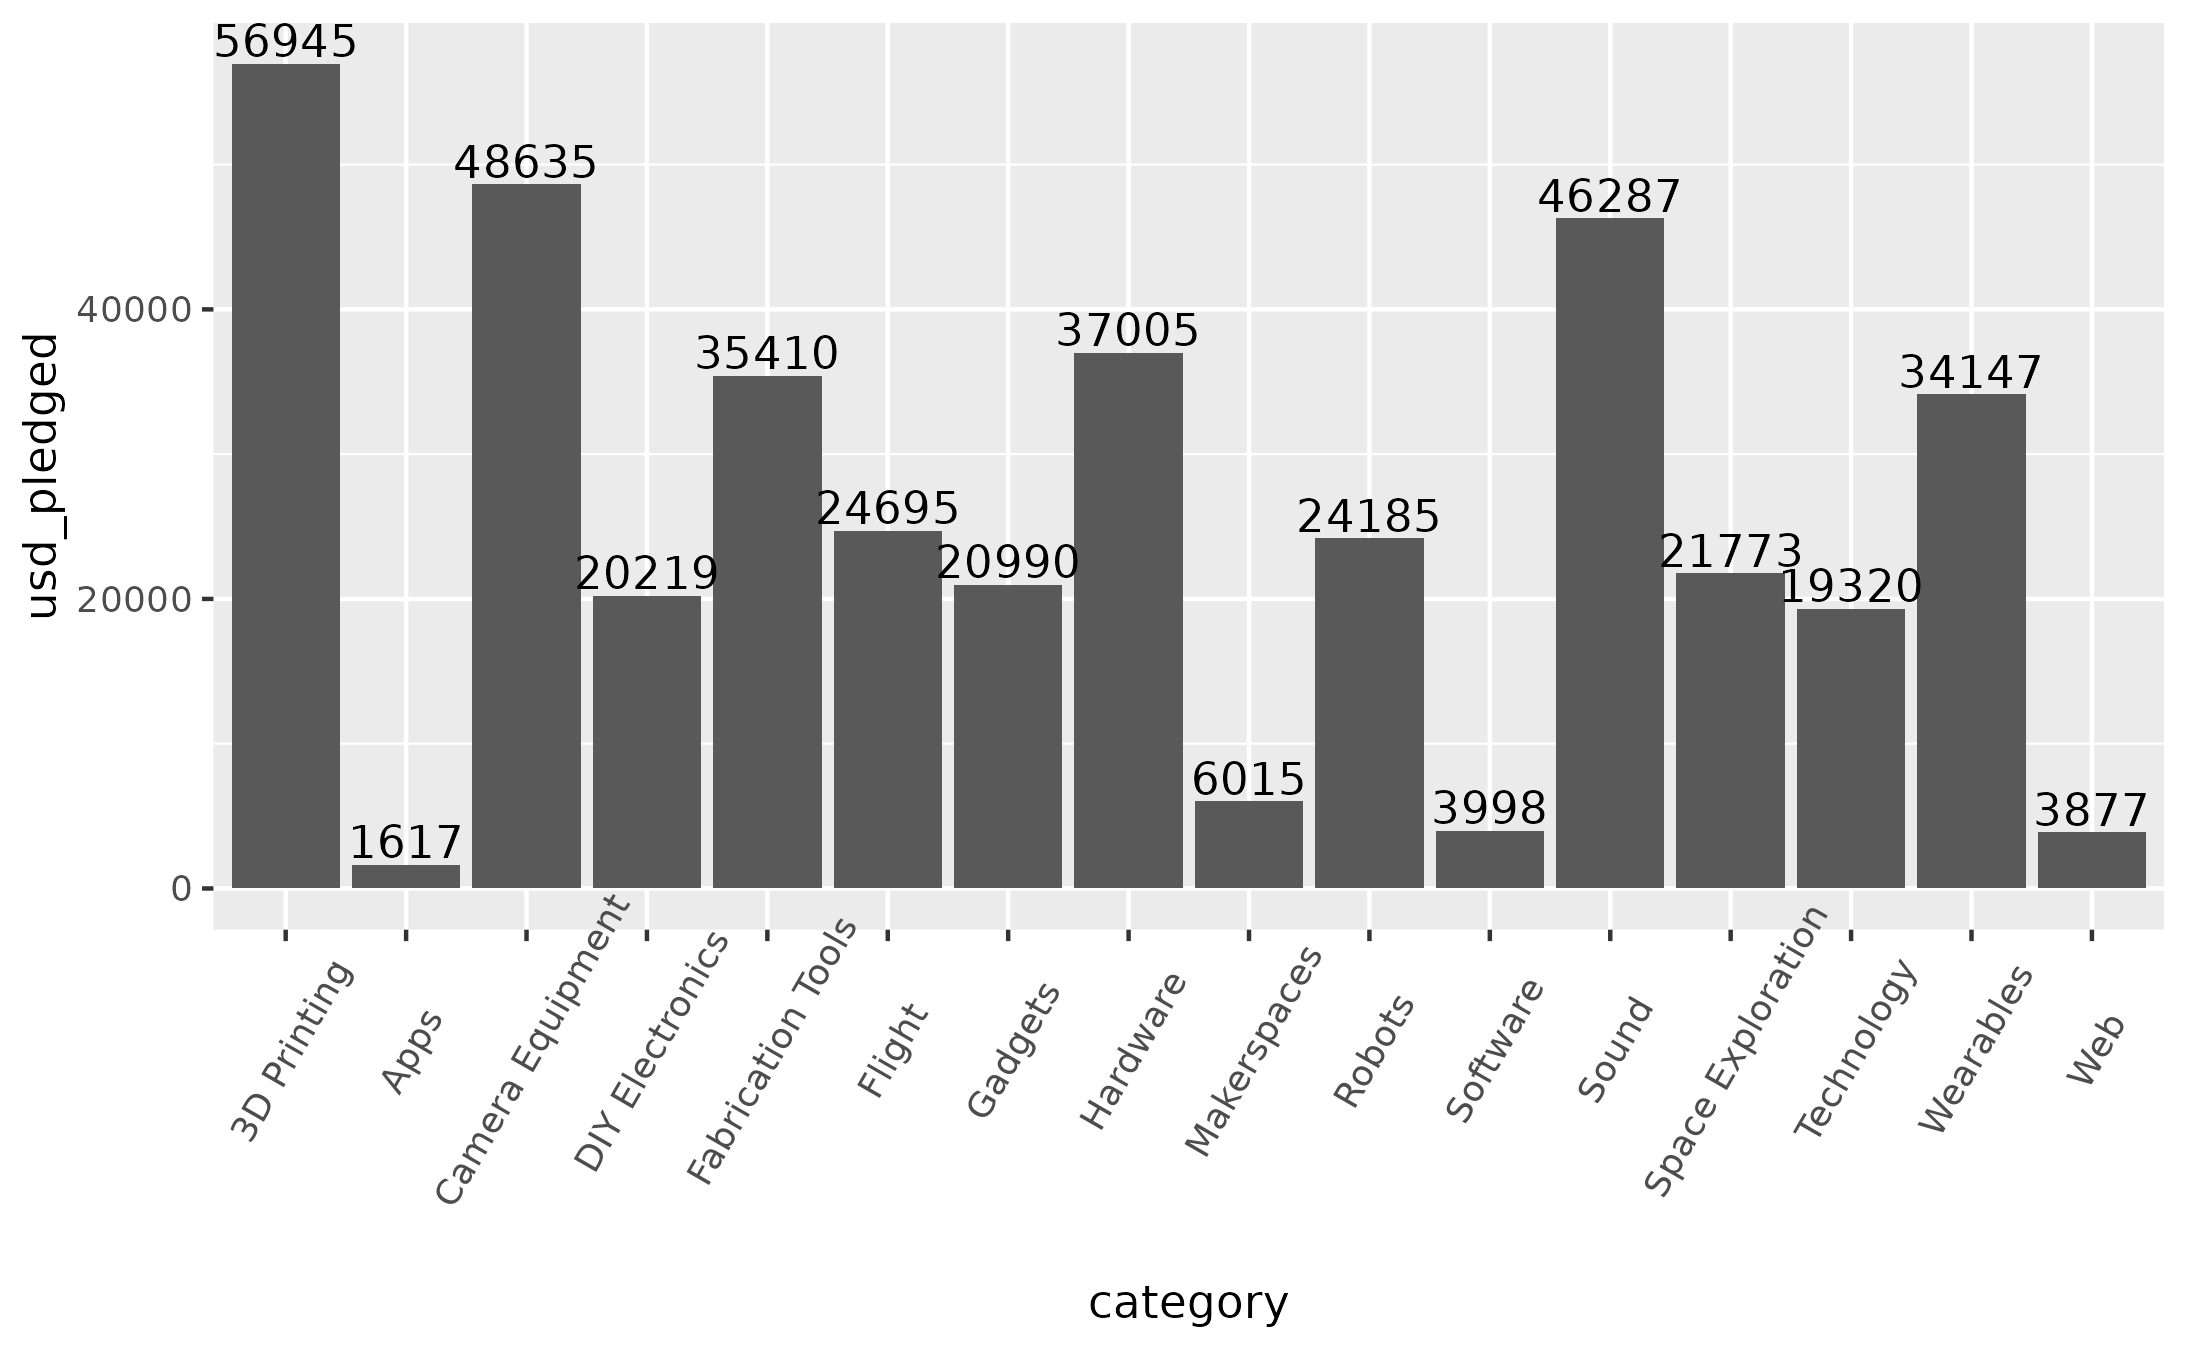 56945
48635
46287
40000
37005
35410
34147
24695
24185
20990
20219
21773
19320
20000
6015
3998
3877
1617
0
usd_pledged
3D Printing
Apps
Camera Equipment
DIY Electronics
Fabrication Tools
Flight
Gadgets
Hardware
Makerspaces
Robots
Software
Sound
Space Exploration
Technology
Wearables
Web
category